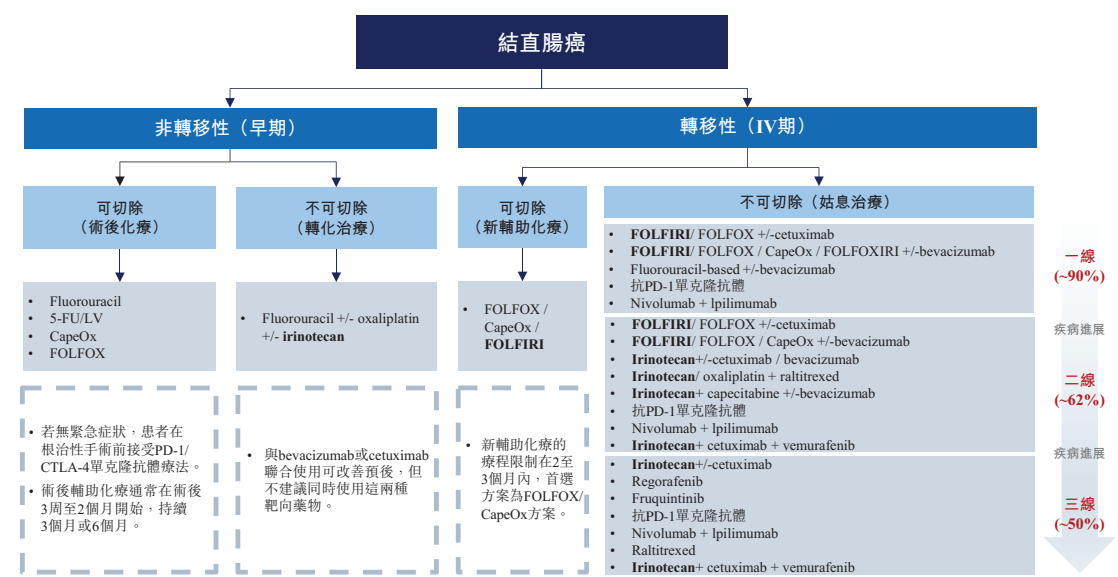 結直腸癌
非轉移性（早期）
轉移性（IV期）
可切除
（術後化療）
不可切除
（轉化治療）
可切除
（新輔助化療）
不可切除（姑息治療）
• Fluorouracil
• 5-FU/LV
• CapeOx
• FOLFOX
• Fluorouracil +/- oxaliplatin
+/- irinotecan
• FOLFOX /
CapeOx /
FOLFIRI
• FOLFIRI/ FOLFOX +/-cetuximab
• FOLFIRI/ FOLFOX / CapeOx / FOLFOXIRI +/-bevacizumab
• Fluorouracil-based +/-bevacizumab
• 抗PD-1單克隆抗體
• Nivolumab + lpilimumab
一線
(~90%)
疾病進展
• FOLFIRI/ FOLFOX +/-cetuximab
• FOLFIRI/ FOLFOX / CapeOx +/-bevacizumab
• Irinotecan+/-cetuximab / bevacizumab
• Irinotecan/ oxaliplatin + raltitrexed
• Irinotecan+ capecitabine +/-bevacizumab
• 抗PD-1單克隆抗體
• Nivolumab + lpilimumab
• Irinotecan+ cetuximab + vemurafenib
二線
(~62%)
疾病進展
• Irinotecan+/-cetuximab
• Regorafenib
• Fruquintinib
• 抗PD-1單克隆抗體
• Nivolumab + lpilimumab
• Raltitrexed
• Irinotecan+ cetuximab + vemurafenib
三線
(~50%)
• 若無緊急症狀，患者在
根治性手術前接受PD-1/
CTLA-4單克隆抗體療法。
• 術後輔助化療通常在術後
3周至2個月開始，持續
3個月或6個月。
• 與bevacizumab或cetuximab
聯合使用可改善預後，但
不建議同時使用這兩種
靶向藥物。
• 新輔助化療的
療程限制在2至
3個月內，首選
方案為FOLFOX/
CapeOx方案。